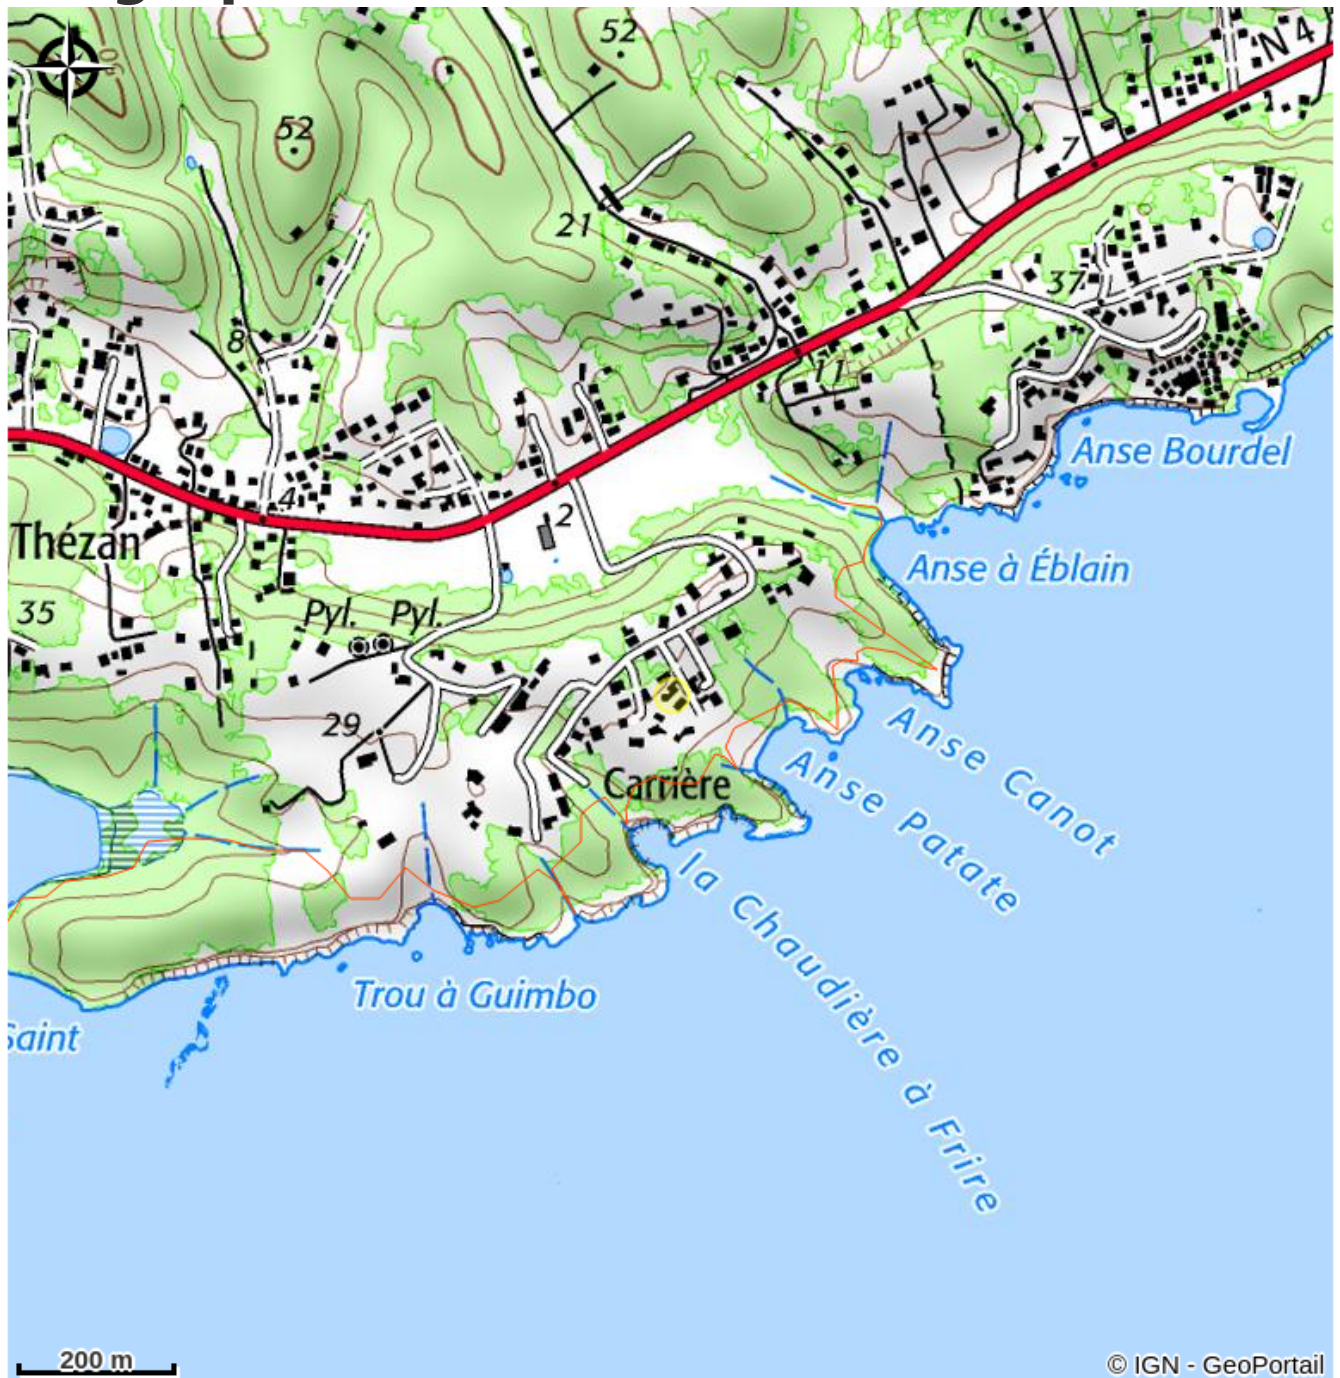 52
N 4
52
7
21
37
8
11
Anse Bourdel
4
2
Thézan
Anse à Éblain
35
Pyl. Pyl.
29
Anse Canot
Carrière
Anse Patate
la Chaudière à Frire
Trou à Guimbo
Saint
200 m
© IGN - GeoPortail